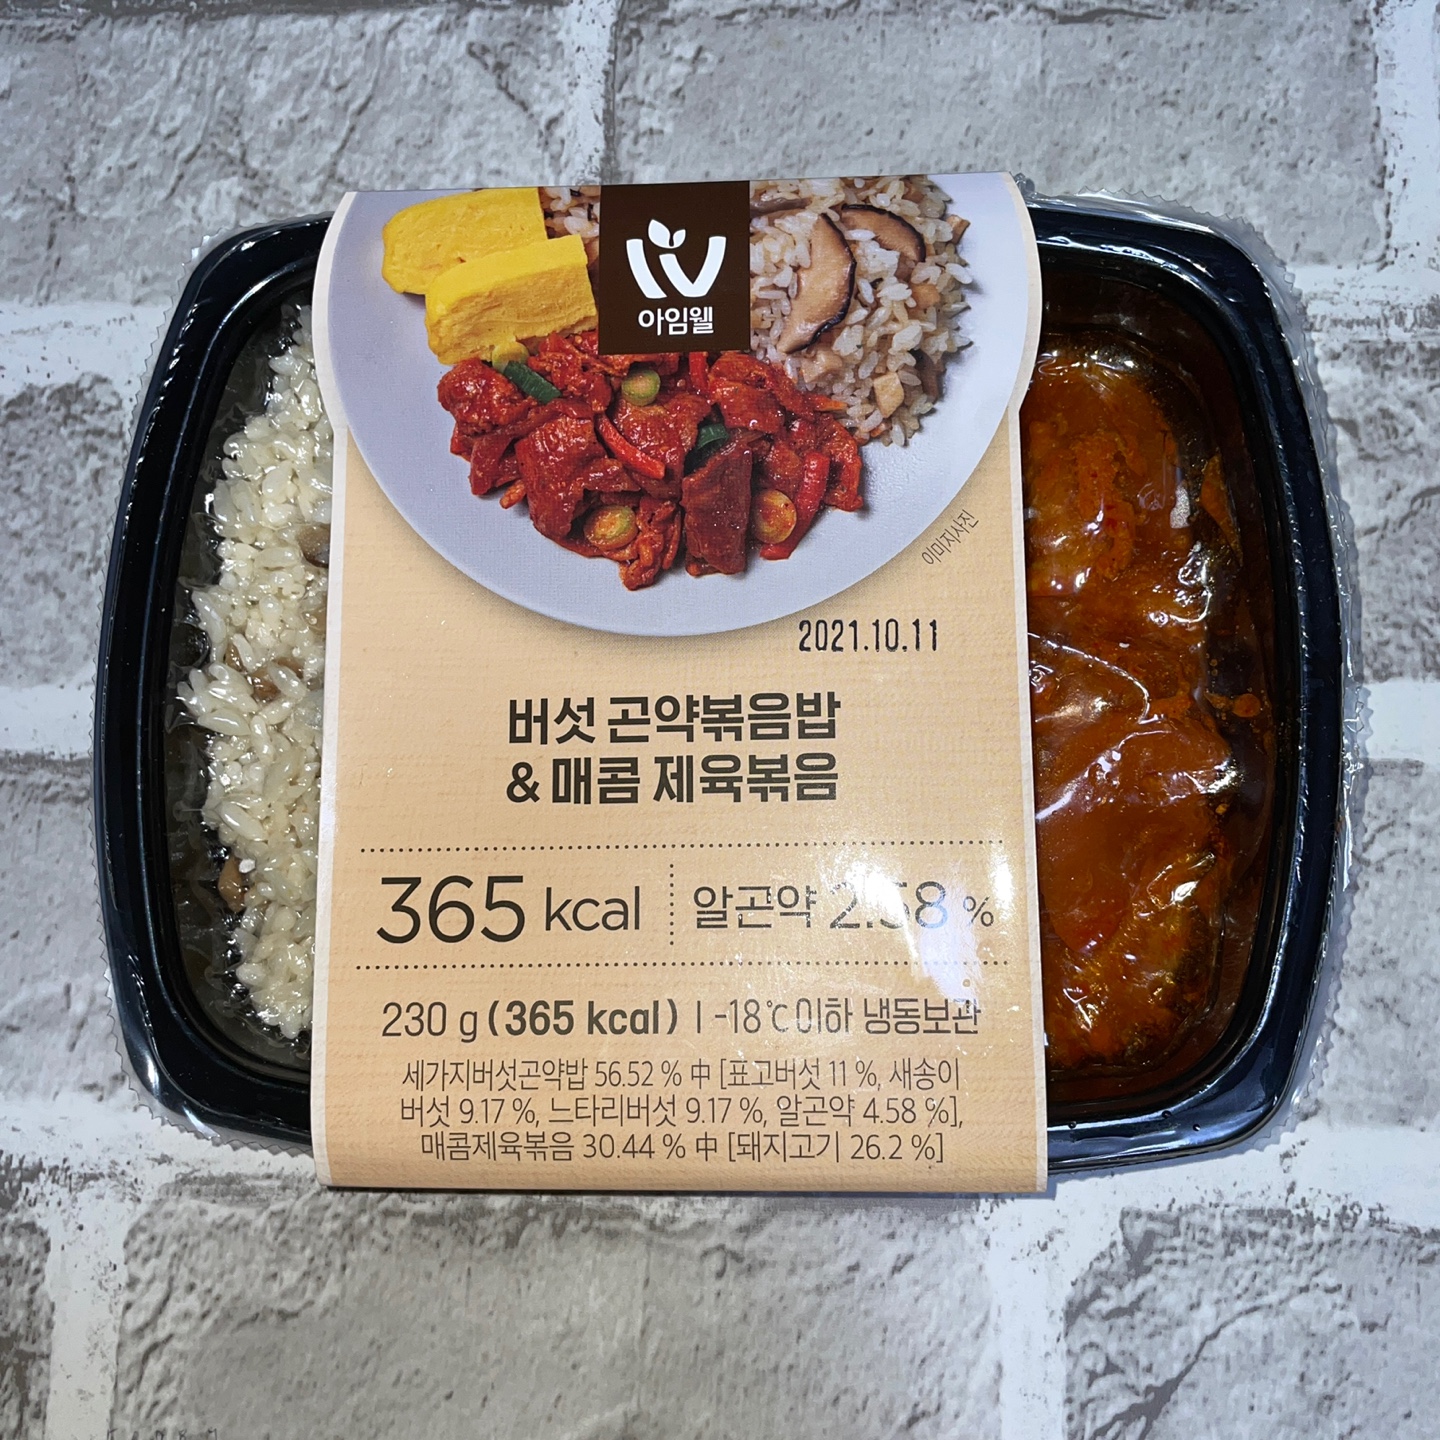 아임웰
이미지사진
2021.10.11
버섯 곤약볶음밥
& 매콤 제육볶음
365 kcal
알곤약 2.58 %
230 g (365 kcal) | -18℃ 이하 냉동보관
세가지버섯곤약밥 56.52 % 中 [표고버섯 11 %, 새송이
버섯 9.17 %, 느타리버섯 9.17 %, 알곤약 4.58 %],
매콤제육볶음 30.44 % 中 [돼지고기 26.2 %]